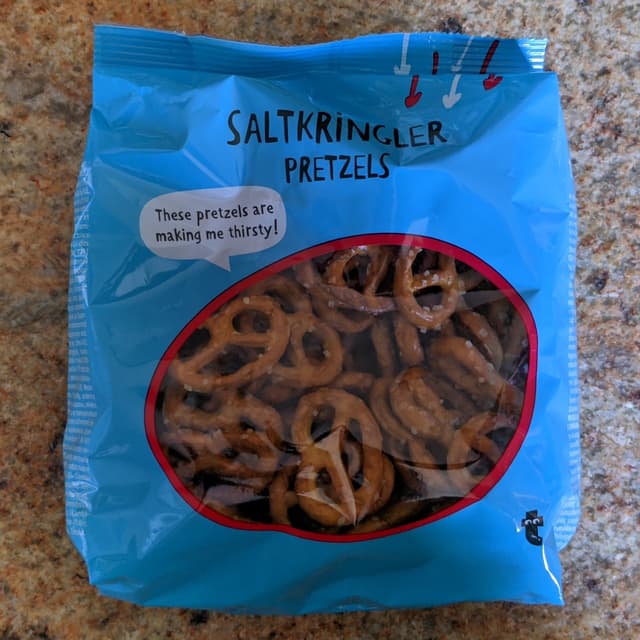 SALTKRINGLER
PRETZELS
These pretzels are
making me thirsty!